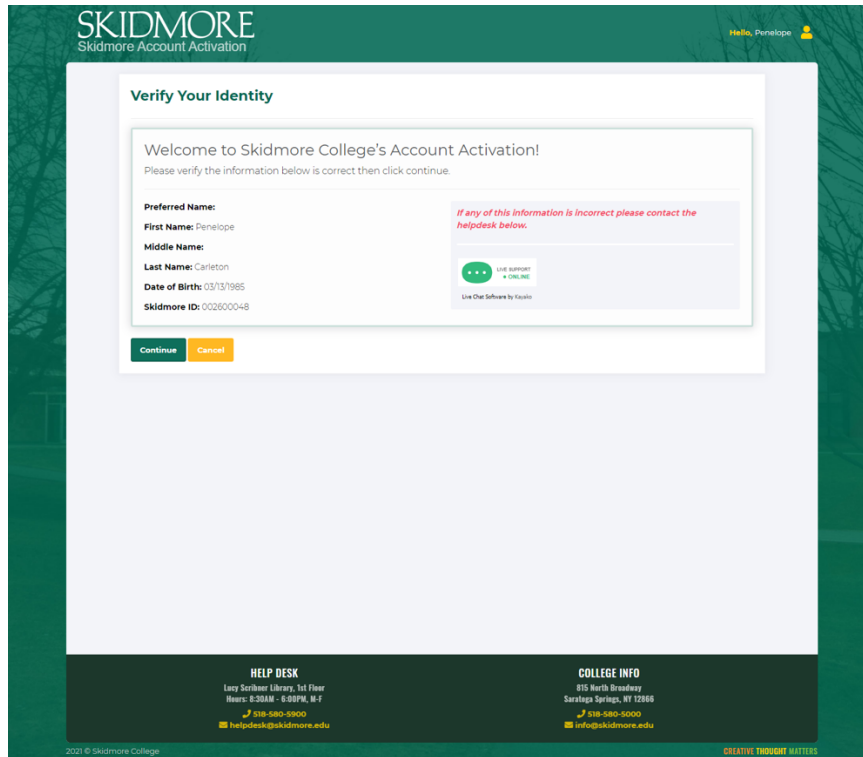 SKIDMORE
Skidmore Account Activation
Hello, Penelope
Verify Your Identity
Welcome to Skidmore College's Account Activation!
Please verify the information below is correct then click continue.
Preferred Name:
First Name: Penelope
Middle Name:
Last Name: Carleton
Date of Birth: 03/13/1985
Skidmore ID: 002600048
If any of this information is incorrect please contact the
helpdesk below.
LIVE SUPPORT
ONLINE
Live Chat Software by Kayako
Continue
Cancel
HELP DESK
Lucy Scribner Library, 1st Floor
Hours: 8:30AM - 6:00PM, M-F
518-580-5900
helpdesk@skidmore.edu
COLLEGE INFO
815 North Broadway
Saratoga Springs, NY 12866
518-580-5000
info@skidmore.edu
2021 © Skidmore College
CREATIVE THOUGHT MATTERS